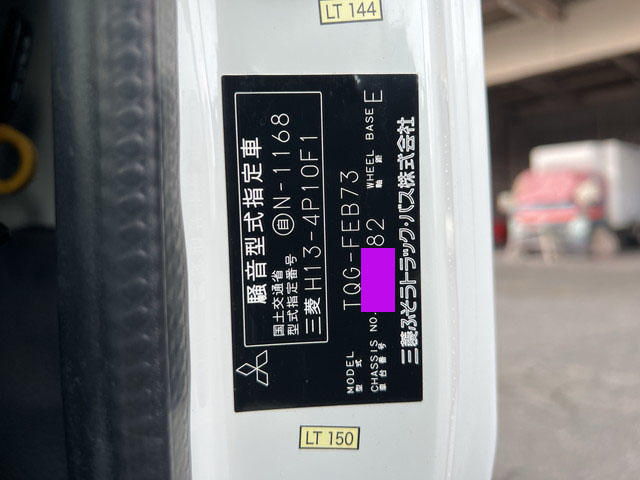 LT 144
騒音型式指定車
国土交通省
型式指定番号
自N-1168
三菱 H13-4P10F1
MODEL
型式
TQG-FEB73
CHASSIS NO.
車台番号
82
WHEEL BASE
軸距
E
三菱ふそうトラック・バス株式会社
LT 150